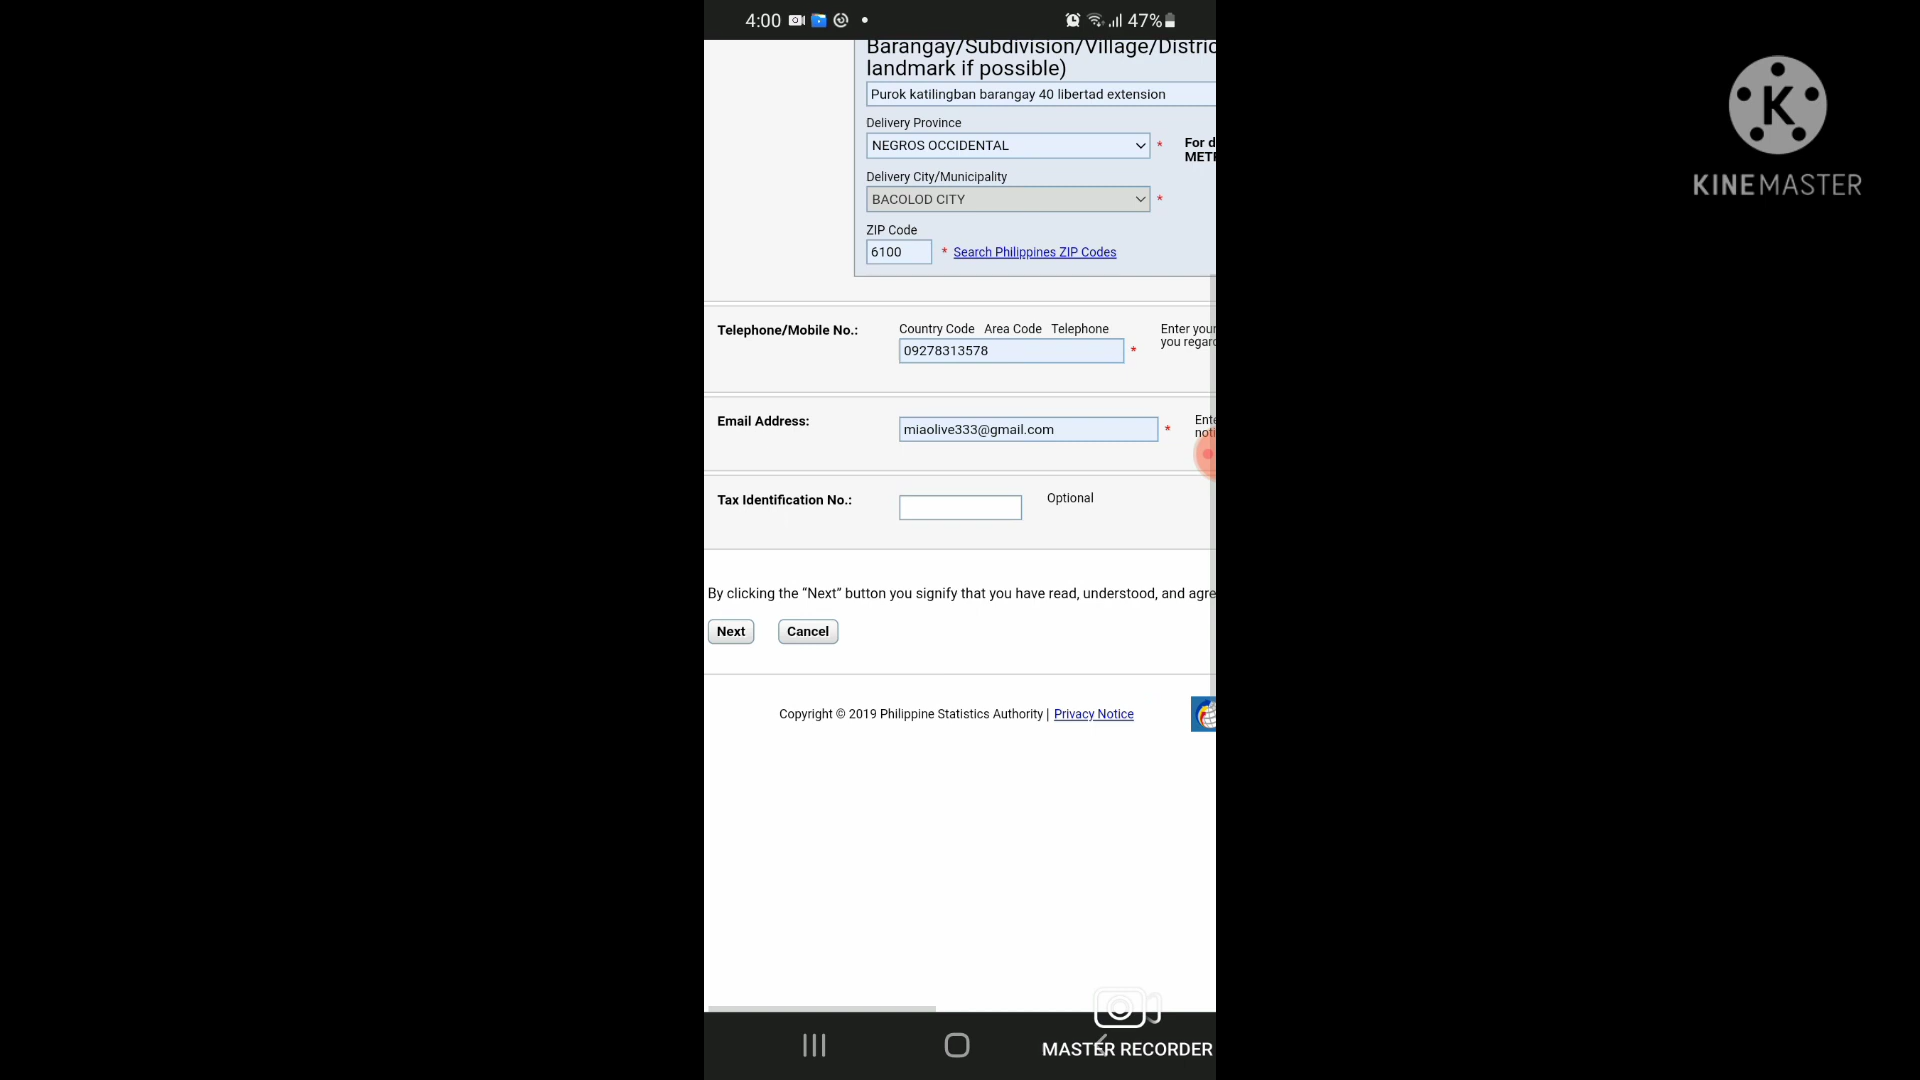 4:00
47%
Barangay/Subdivision/Village/Distric
landmark if possible)
Purok katilingban barangay 40 libertad extension
Delivery Province
NEGROS OCCIDENTAL * For d
METR
Delivery City/Municipality
BACOLOD CITY *
ZIP Code
6100 * Search Philippines ZIP Codes
Telephone/Mobile No.: Country Code Area Code Telephone Enter your
you regard
09278313578 *
Email Address: Ente
noti
miaolive333@gmail.com *
Tax Identification No.: Optional
By clicking the “Next” button you signify that you have read, understood, and agre
Next Cancel
Copyright © 2019 Philippine Statistics Authority | Privacy Notice
MASTER RECORDER
K
KINEMASTER